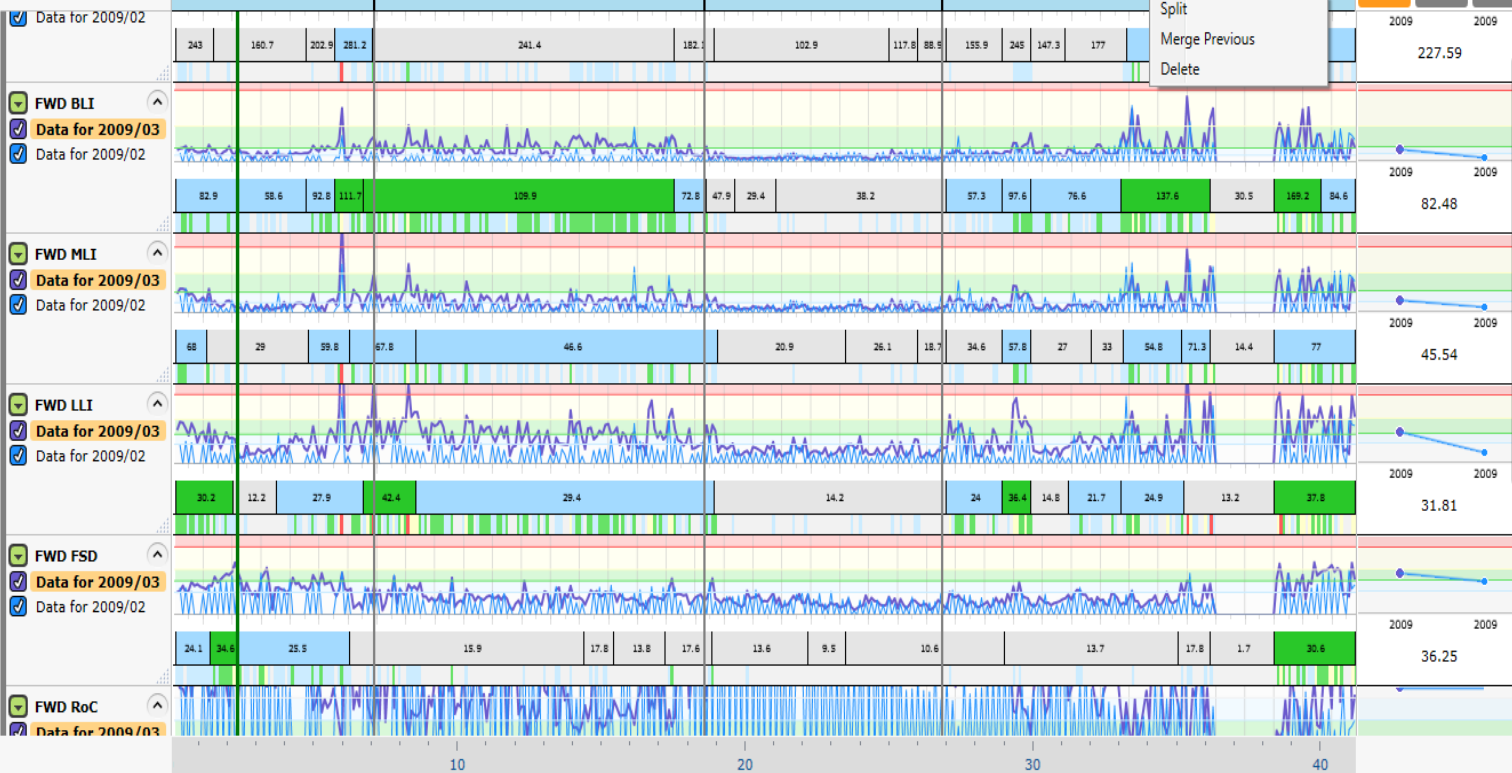 Data for 2009/02
Split
Merge Previous
Delete
243 160.7 202.9 281.2 241.4 102.9 117.8 88.9 155.9 245 147.3 177
2009 2009
227.59
FWD BLI
Data for 2009/03
Data for 2009/02
82.9 58.6 92.8 111.7 109.9 72.8 47.9 29.4 38.2 57.3 97.6 76.6 137.6 30.5 169.2 84.6
2009 2009
82.48
FWD MLI
Data for 2009/03
Data for 2009/02
68 29 59.8 67.8 46.6 20.9 26.1 18.7 34.6 57.8 27 33 54.8 71.3 14.4 77
2009 2009
45.54
FWD LLI
Data for 2009/03
Data for 2009/02
30.2 12.2 27.9 42.4 29.4 14.2 24 36.4 14.8 21.7 24.9 13.2 37.8
2009 2009
31.81
FWD FSD
Data for 2009/03
Data for 2009/02
24.1 34.6 25.5 15.9 17.8 13.8 17.6 13.6 9.5 10.6 13.7 17.8 1.7 30.6
2009 2009
36.25
FWD RoC
Data for 2009/03
10 20 30 40